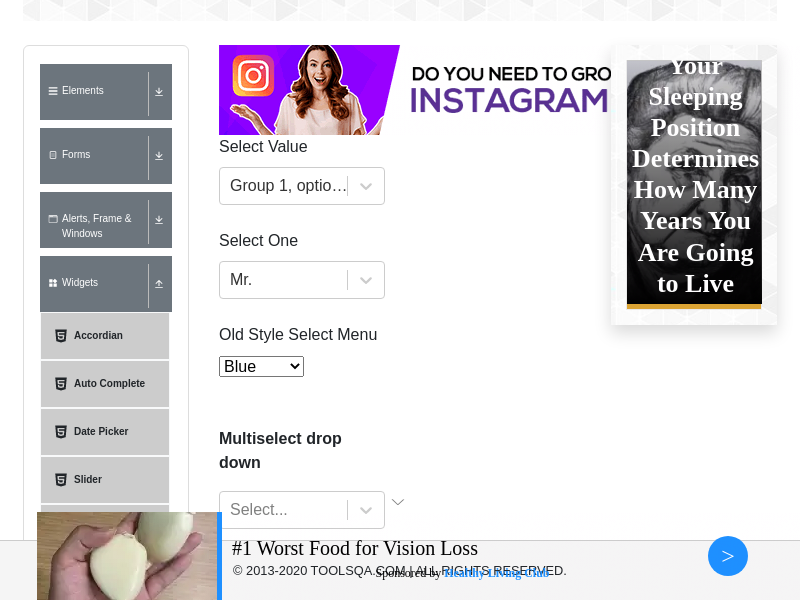 Elements
Forms
Alerts, Frame &
Windows
Widgets
Accordian
Auto Complete
Date Picker
Slider
DO YOU NEED TO GRO
INSTAGRAM
Select Value
Group 1, optio...
Select One
Mr.
Old Style Select Menu
Blue
Multiselect drop
down
Select...
Your
Sleeping
Position
Determines
How Many
Years You
Are Going
to Live
#1 Worst Food for Vision Loss
© 2013-2020 TOOLSQA.COM | ALL RIGHTS RESERVED.
Sponsored by Healthy Living Club
>